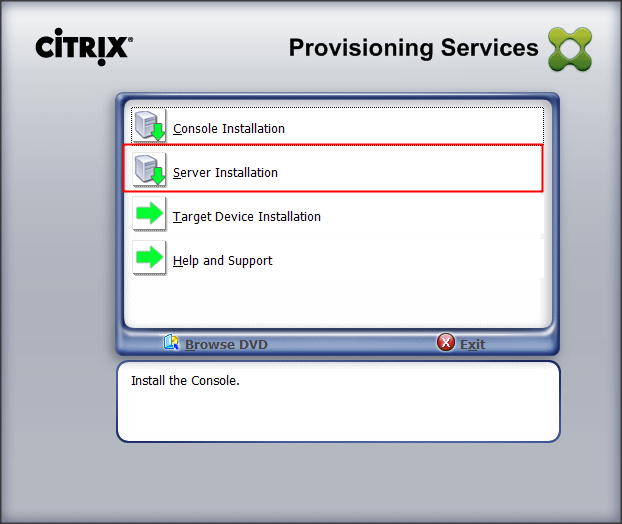 CITRIX®
Provisioning Services
Console Installation
Server Installation
Target Device Installation
Help and Support
Browse DVD
Exit
Install the Console.